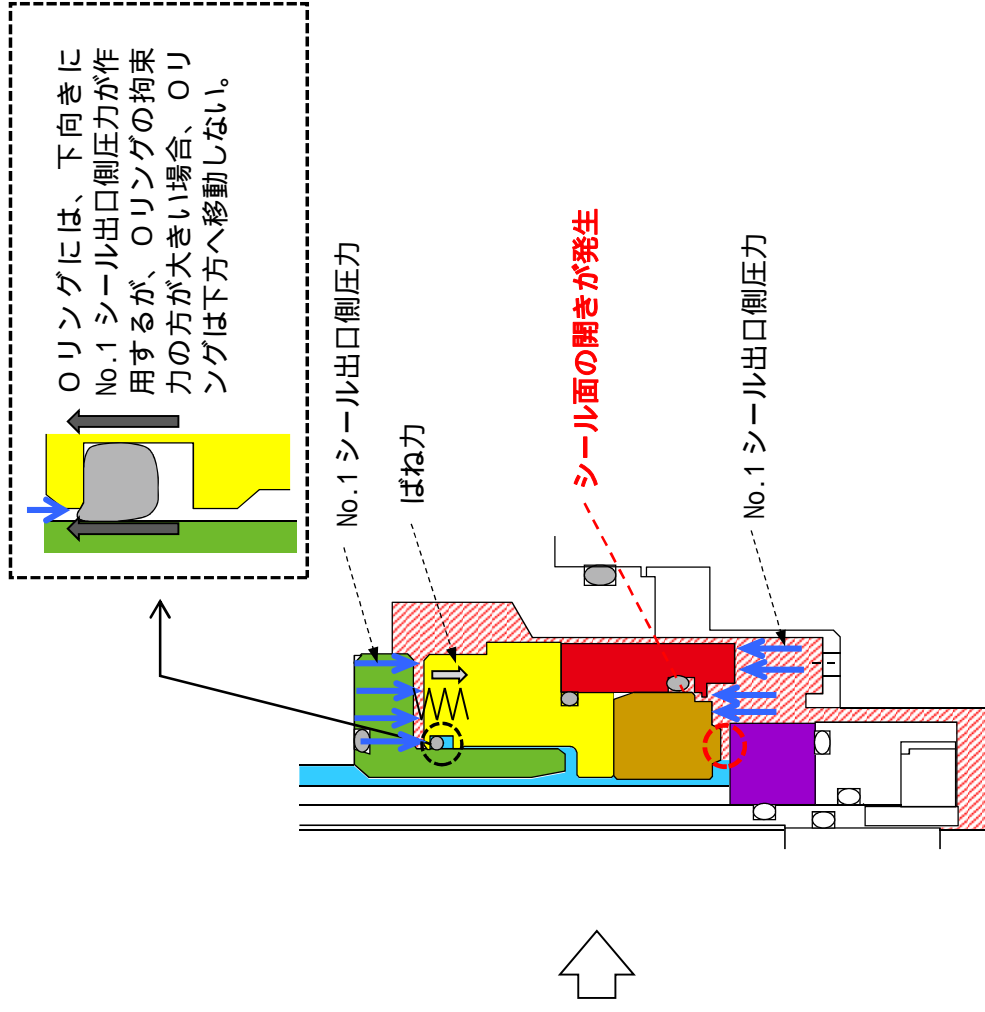 Oリングには、下向きに
No.1 シール出口側圧力が作
用するが、Oリングの拘束
力の方が大きい場合、Oリ
ングは下方へ移動しない。
No.1 シール出口側圧力
ばね力
シール面の開きが発生
No.1 シール出口側圧力